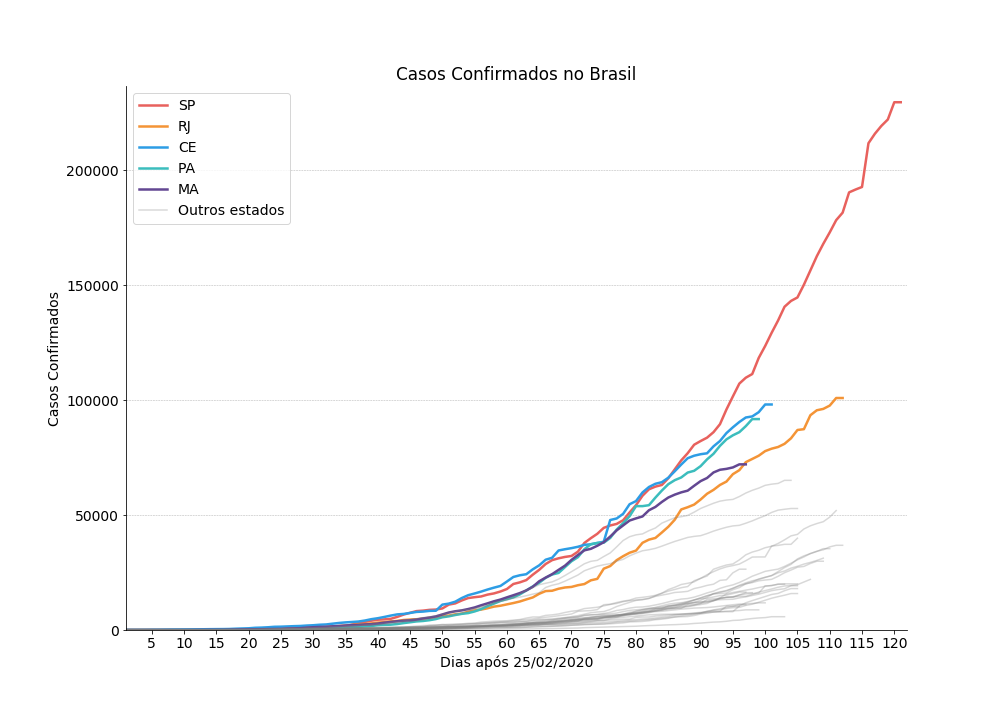 Casos Confirmados no Brasil
SP
RJ
CE
PA
MA
Outros estados
Casos Confirmados
200000
150000
100000
50000
0
5 10 15 20 25 30 35 40 45 50 55 60 65 70 75 80 85 90 95 100 105 110 115 120
Dias após 25/02/2020